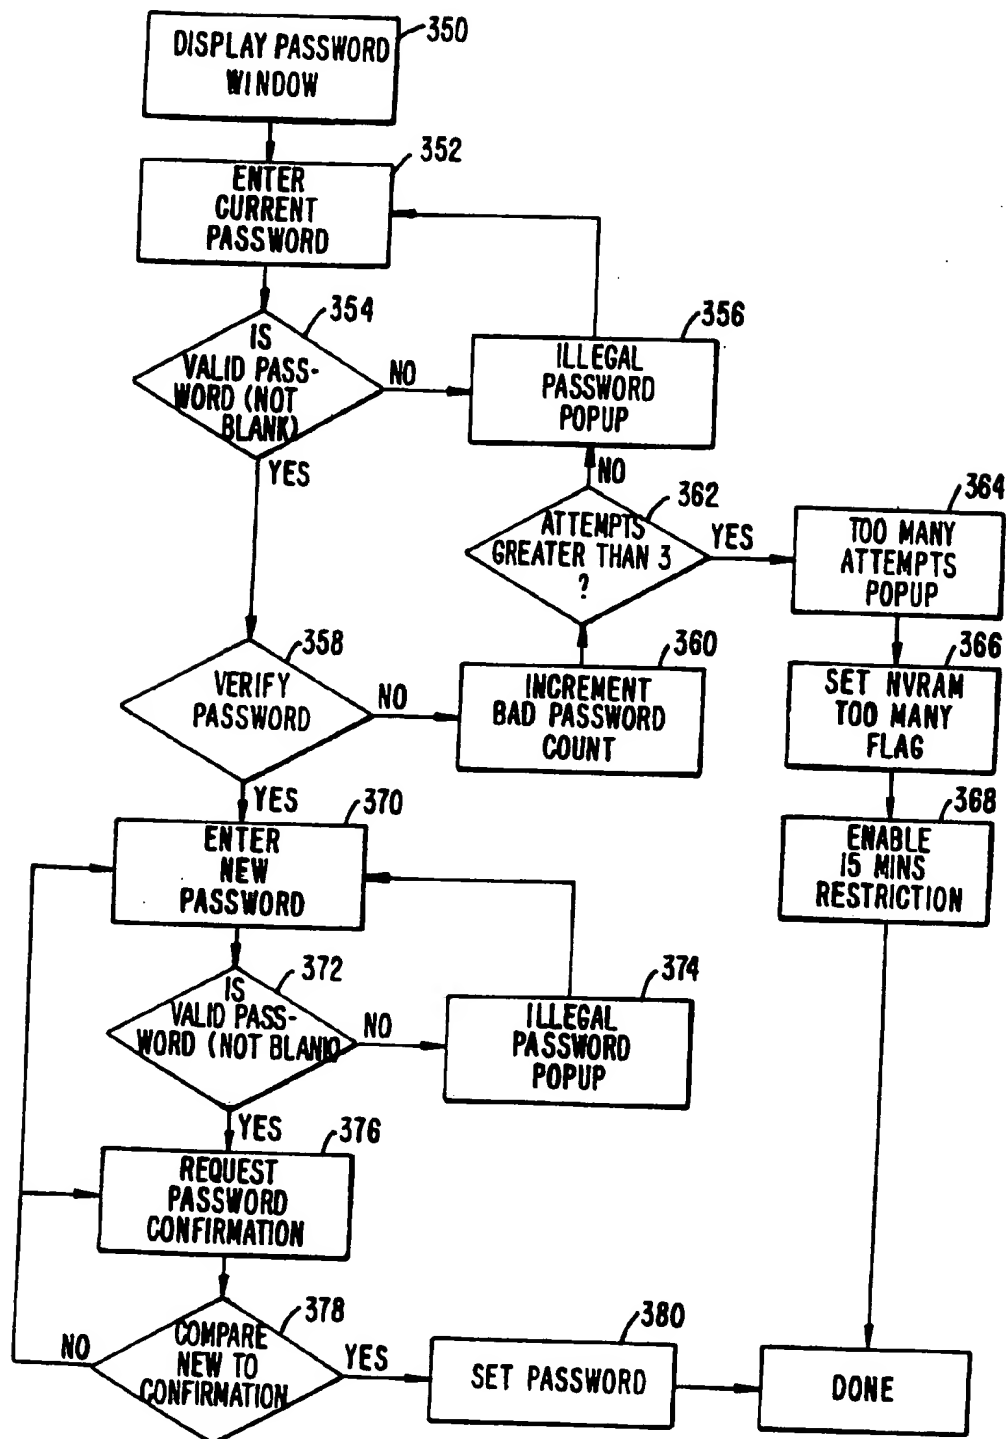 350
DISPLAY PASSWORD
WINDOW
352
ENTER
CURRENT
PASSWORD
354
IS
VALID PASS-
WORD (NOT
BLANK)
NO
YES
356
ILLEGAL
PASSWORD
POPUP
NO
362
ATTEMPTS
GREATER THAN 3
?
YES
364
TOO MANY
ATTEMPTS
POPUP
358
VERIFY
PASSWORD
NO
YES
360
INCREMENT
BAD PASSWORD
COUNT
366
SET NVRAM
TOO MANY
FLAG
368
ENABLE
15 MINS
RESTRICTION
370
ENTER
NEW
PASSWORD
372
IS
VALID PASS-
WORD (NOT BLANK)
NO
YES
374
ILLEGAL
PASSWORD
POPUP
376
REQUEST
PASSWORD
CONFIRMATION
378
COMPARE
NEW TO
CONFIRMATION
NO
YES
380
SET PASSWORD
DONE